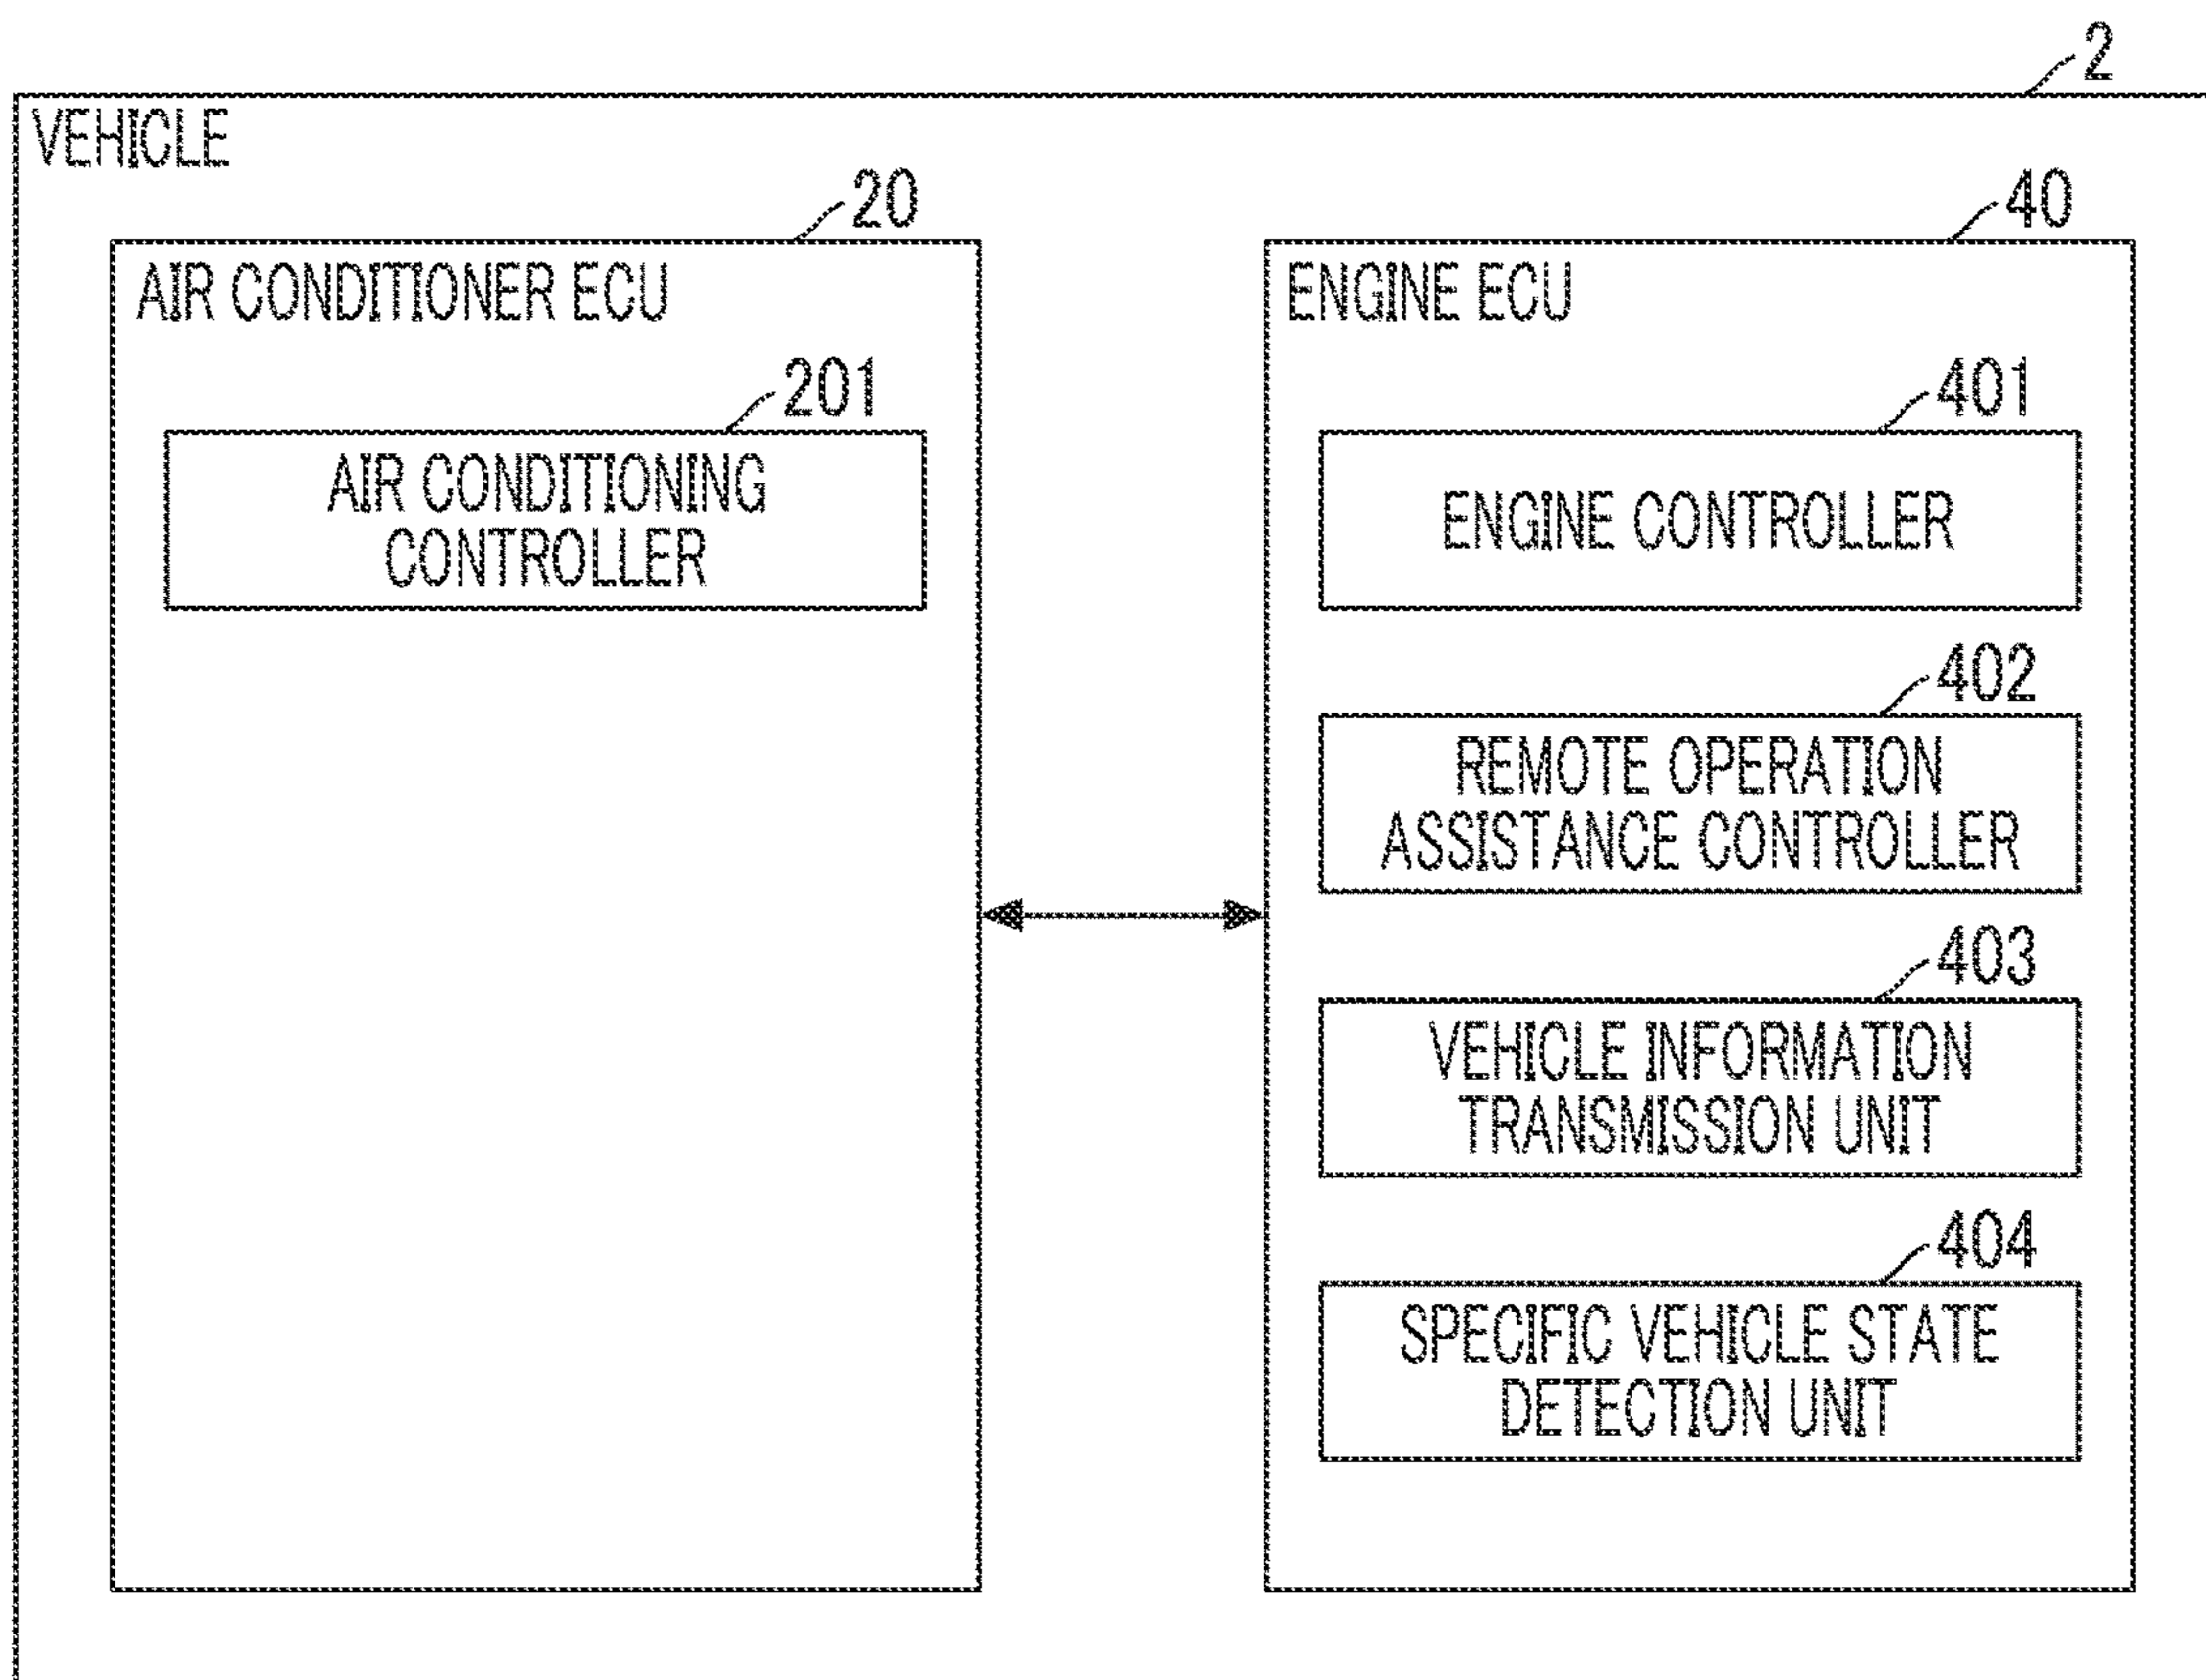 2
VEHICLE
20
AIR CONDITIONER ECU
201
AIR CONDITIONING
CONTROLLER
40
ENGINE ECU
401
ENGINE CONTROLLER
402
REMOTE OPERATION
ASSISTANCE CONTROLLER
403
VEHICLE INFORMATION
TRANSMISSION UNIT
404
SPECIFIC VEHICLE STATE
DETECTION UNIT